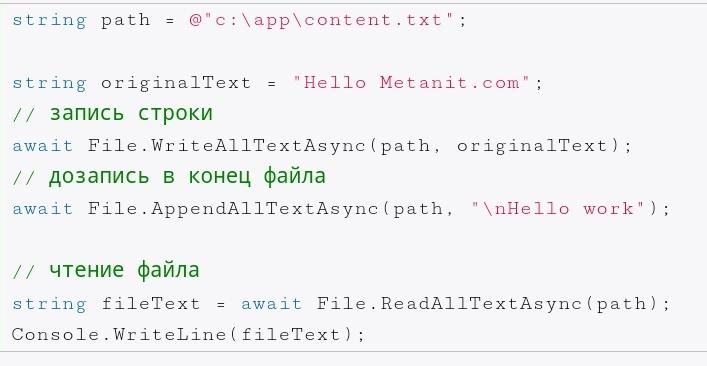 string path = @"c:\app\content.txt";
string originalText = "Hello Metanit.com";
// запись строки
await File.WriteAllTextAsync(path, originalText);
// дозапись в конец файла
await File.AppendAllTextAsync(path, "\nHello work");
// чтение файла
string fileText = await File.ReadAllTextAsync(path);
Console.WriteLine(fileText);